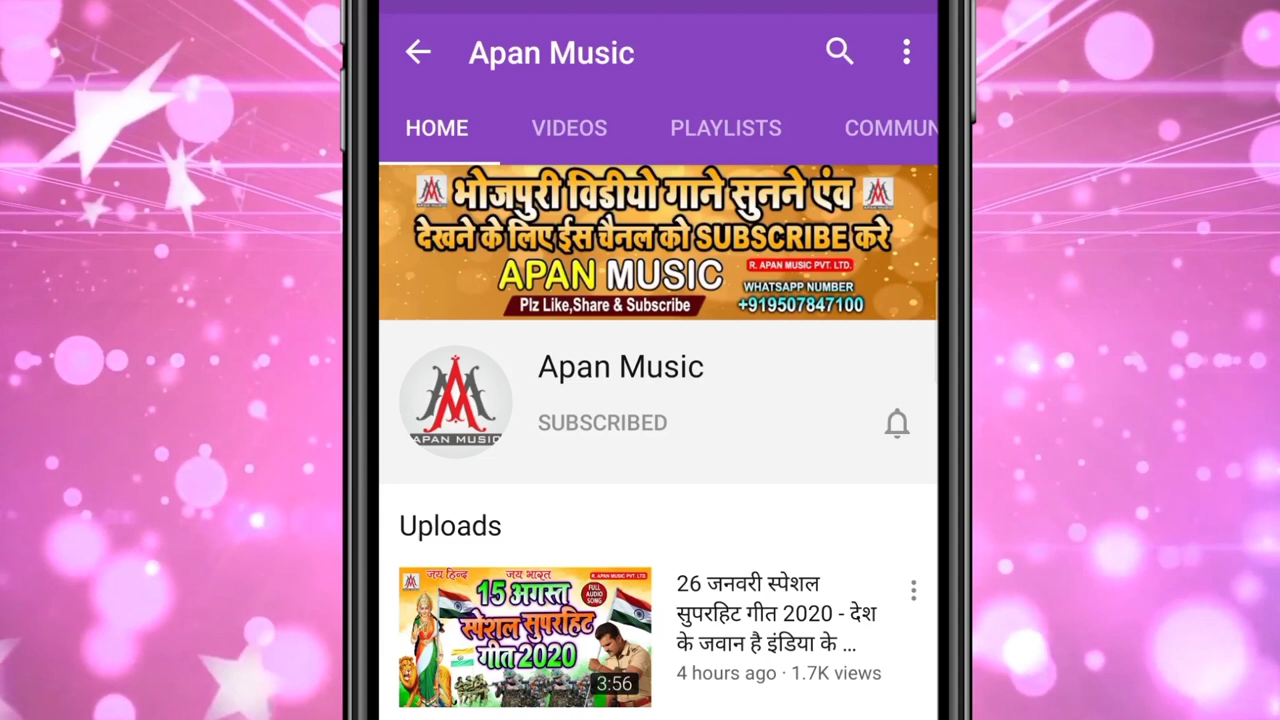 Apan Music
HOME VIDEOS PLAYLISTS COMMUN
भोजपुरी विडीयो गाने सुनने एंव
देखने के लिए ईस चैनल को SUBSCRIBE करे
APAN MUSIC
R. APAN MUSIC PVT. LTD.
Plz Like,Share & Subscribe
WHATSAPP NUMBER
+919507847100
Apan Music
SUBSCRIBED
APAN MUSIC
Uploads
जय हिन्द जय भारत
R. APAN MUSIC PVT. LTD
15 अगस्त
FULL
AUDIO
SONG
स्पेशल सुपरहिट
गीत 2020
3:56
26 जनवरी स्पेशल
सुपरहिट गीत 2020 - देश
के जवान है इंडिया के ...
4 hours ago · 1.7K views